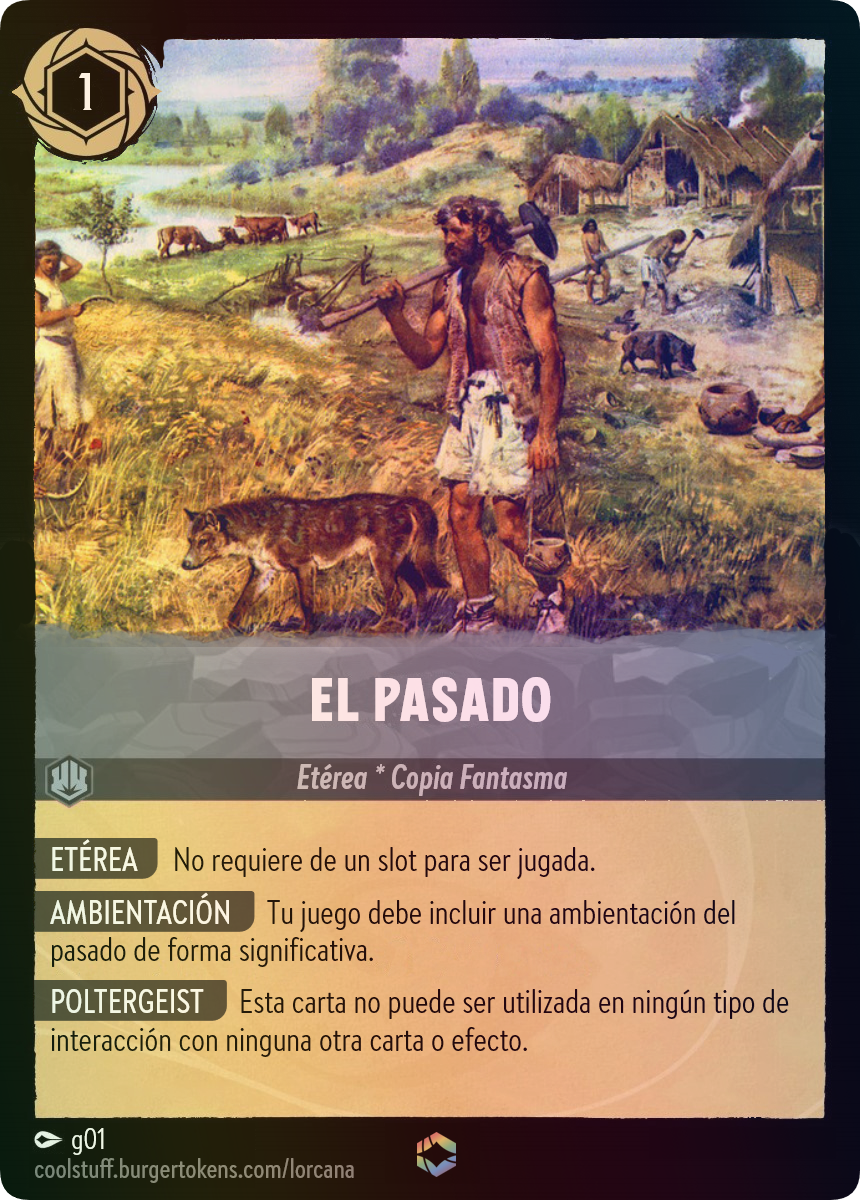 1
EL PASADO
Etérea * Copia Fantasma
ETÉREA No requiere de un slot para ser jugada.
AMBIENTACIÓN Tu juego debe incluir una ambientación del
pasado de forma significativa.
POLTERGEIST Esta carta no puede ser utilizada en ningún tipo de
interacción con ninguna otra carta o efecto.
g01
coolstuff.burgertokens.com/lorcana